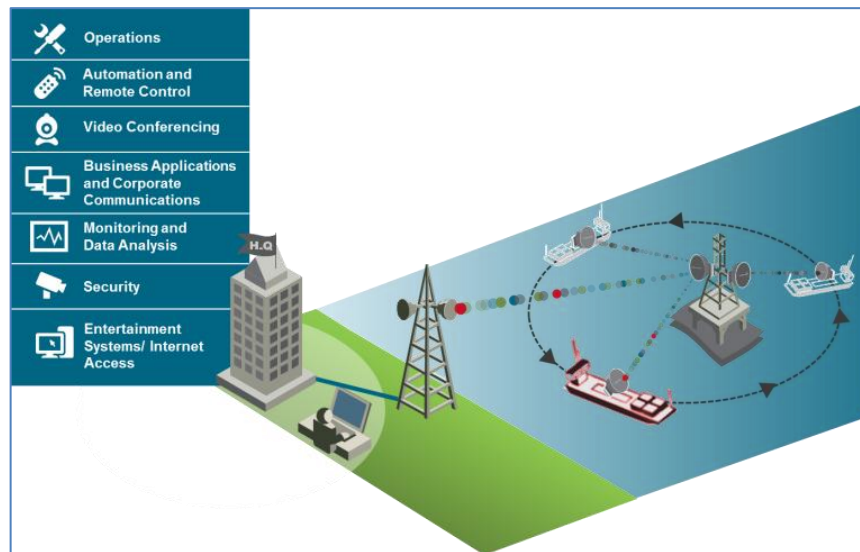 Operations
Automation and
Remote Control
Video Conferencing
Business Applications
and Corporate
Communications
Monitoring and
Data Analysis
H.Q
Security
Entertainment
Systems/ Internet
Access